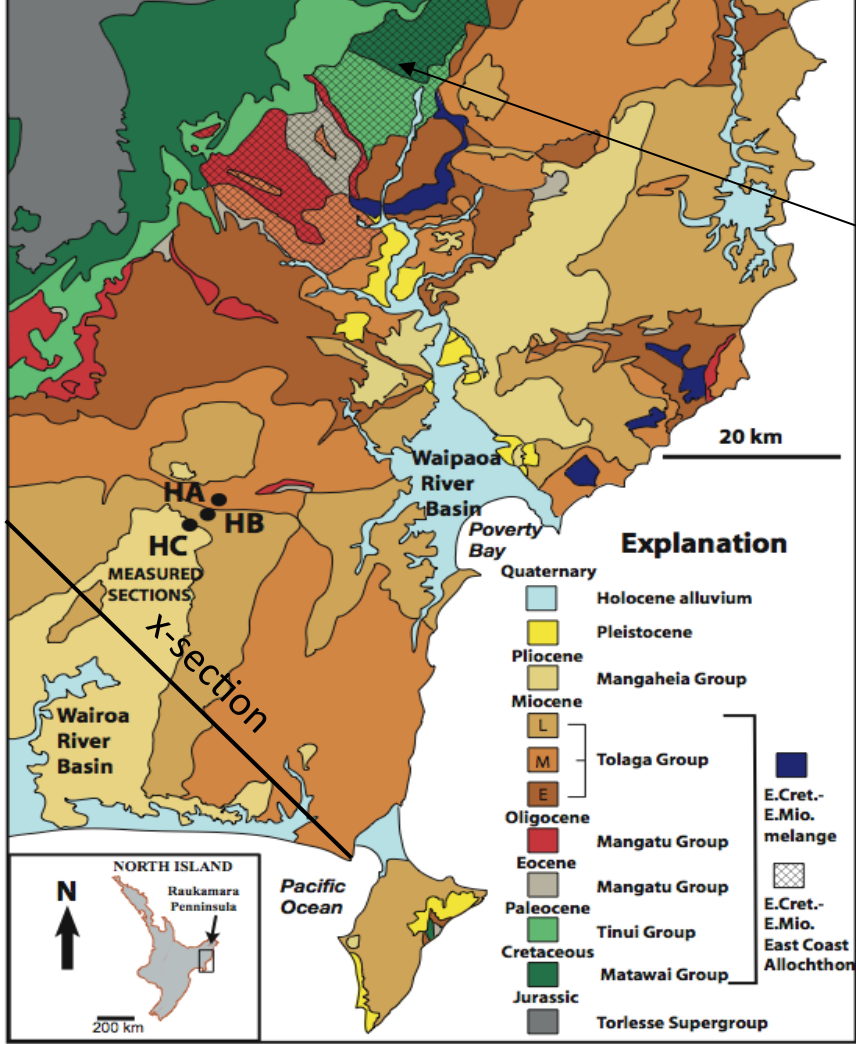 Waipaoa
River
Basin
HA
HB
HC
MEASURED
SECTIONS
x-section
Wairoa
River
Basin
20 km
Poverty
Bay
Pacific
Ocean
Explanation
Quaternary
Holocene alluvium
Pleistocene
Pliocene
Mangaheia Group
Miocene
L
M
E
Tolaga Group
Oligocene
Mangatu Group
Eocene
Mangatu Group
Paleocene
Tinui Group
Cretaceous
Matawai Group
Jurassic
Torlesse Supergroup
E.Cret.-
E.Mio.
melange
E.Cret.-
E.Mio.
East Coast
Allochthon
NORTH ISLAND
N
Raukamara
Penninsula
200 km